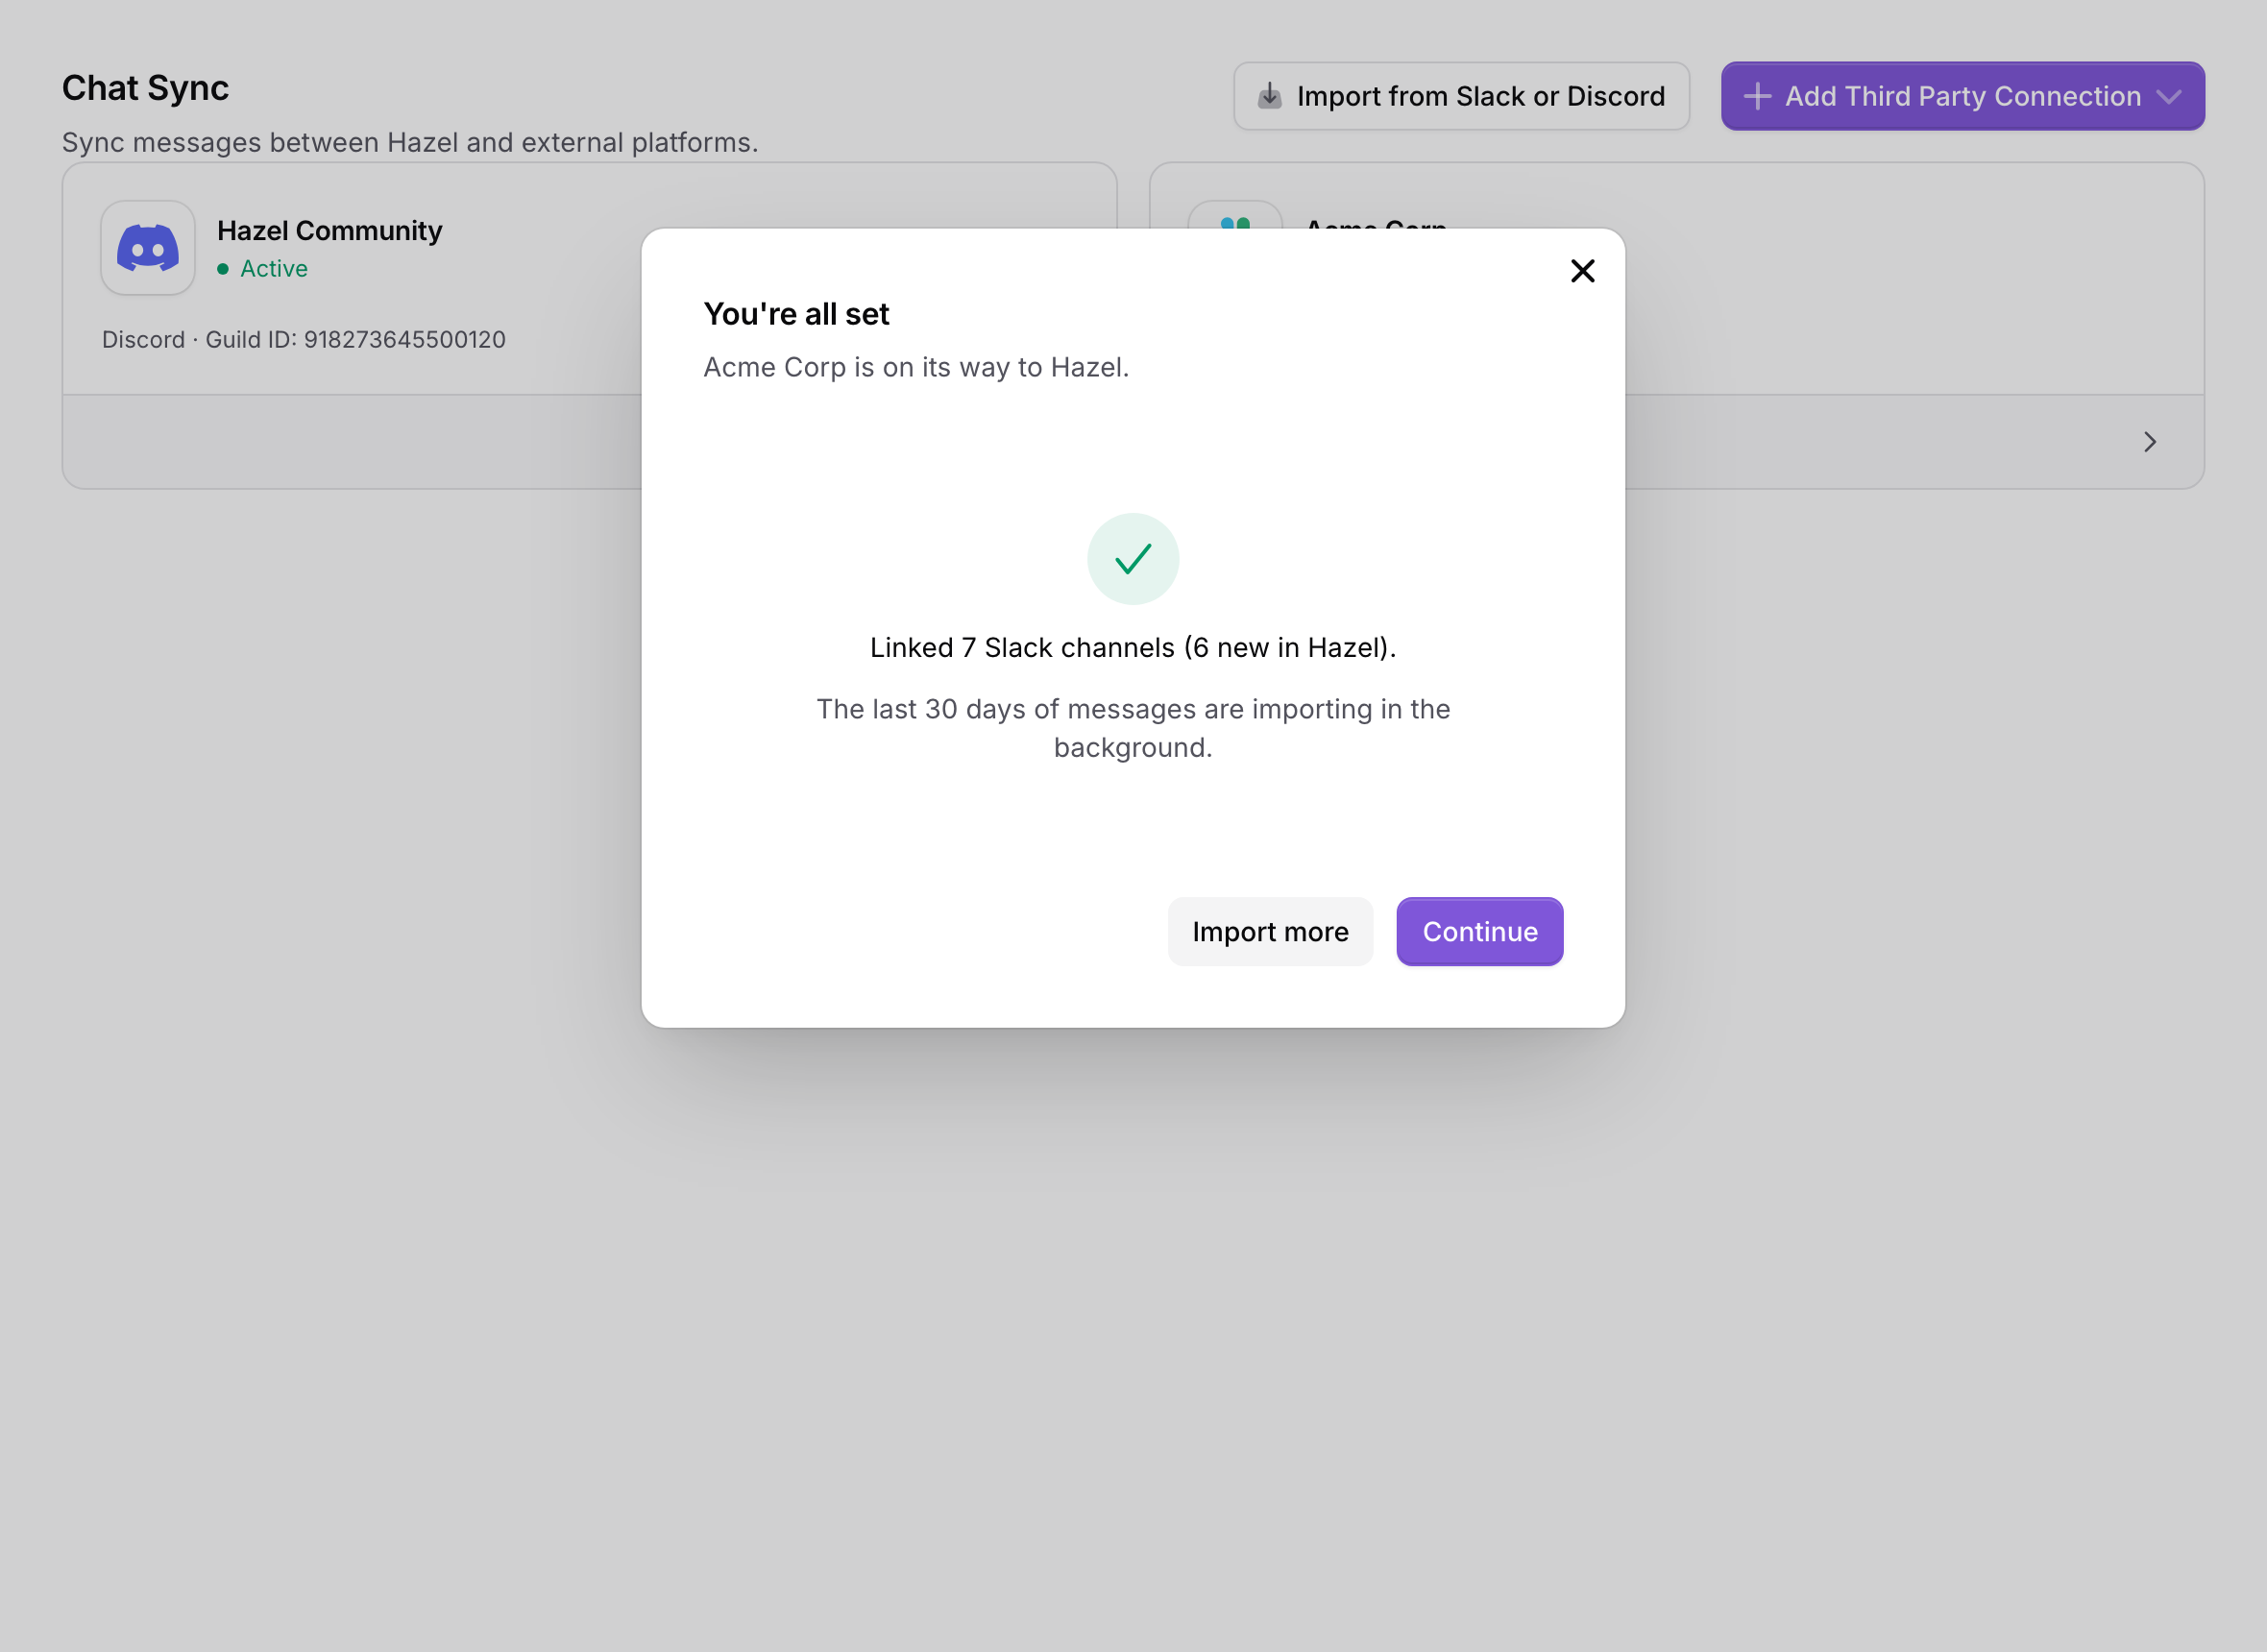 Chat Sync
Sync messages between Hazel and external platforms.
Import from Slack or Discord
Add Third Party Connection
Hazel Community
Active
Discord · Guild ID: 918273645500120
Acme Corp
You're all set
Acme Corp is on its way to Hazel.
Linked 7 Slack channels (6 new in Hazel).
The last 30 days of messages are importing in the
background.
Import more
Continue